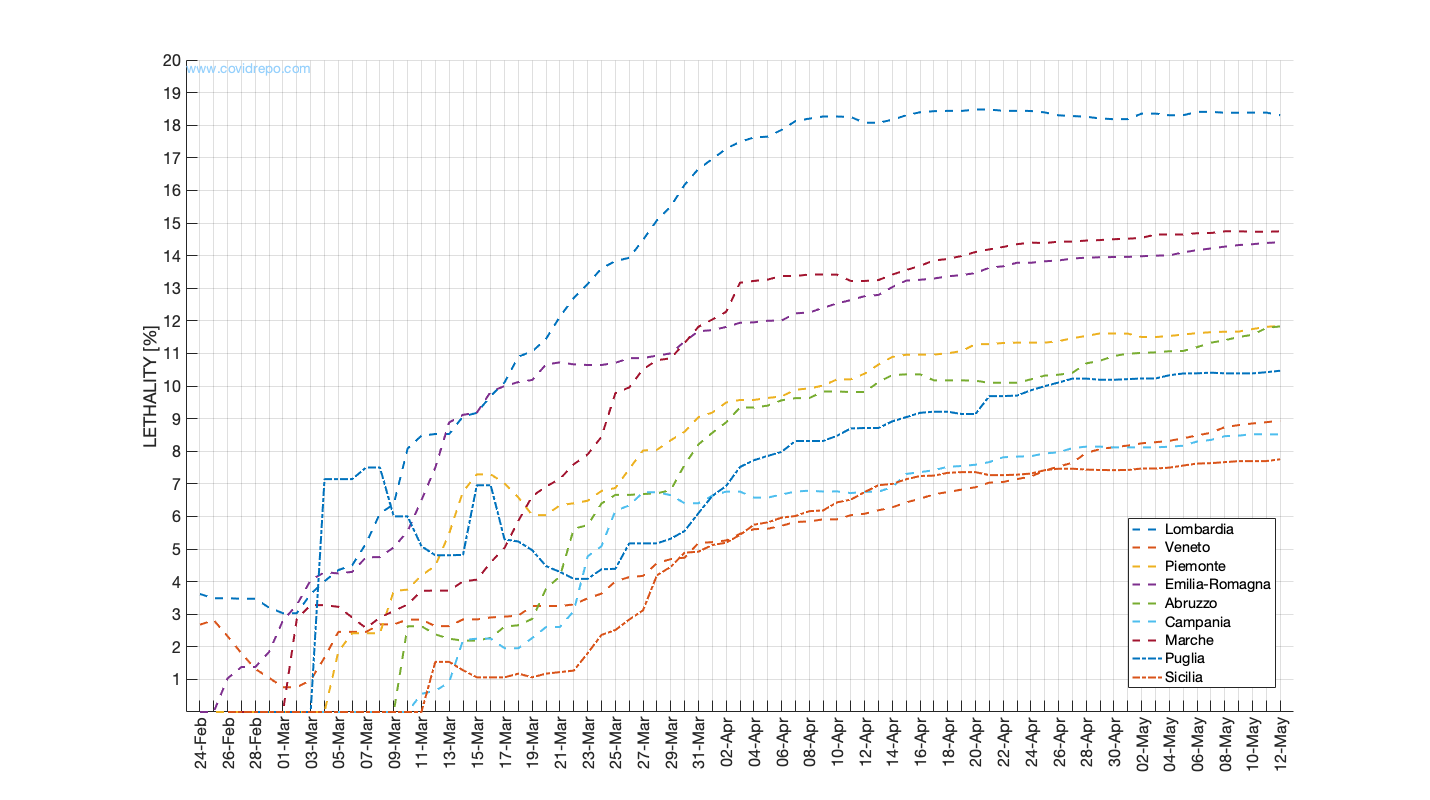 www.covidrepo.com
20
19
18
17
16
15
14
13
12
11
10
9
8
7
6
5
4
3
2
1
LETHALITY [%]
24-Feb
26-Feb
28-Feb
01-Mar
03-Mar
05-Mar
07-Mar
09-Mar
11-Mar
13-Mar
15-Mar
17-Mar
19-Mar
21-Mar
23-Mar
25-Mar
27-Mar
29-Mar
31-Mar
02-Apr
04-Apr
06-Apr
08-Apr
10-Apr
12-Apr
14-Apr
16-Apr
18-Apr
20-Apr
22-Apr
24-Apr
26-Apr
28-Apr
30-Apr
02-May
04-May
06-May
08-May
10-May
12-May
Lombardia
Veneto
Piemonte
Emilia-Romagna
Abruzzo
Campania
Marche
Puglia
Sicilia